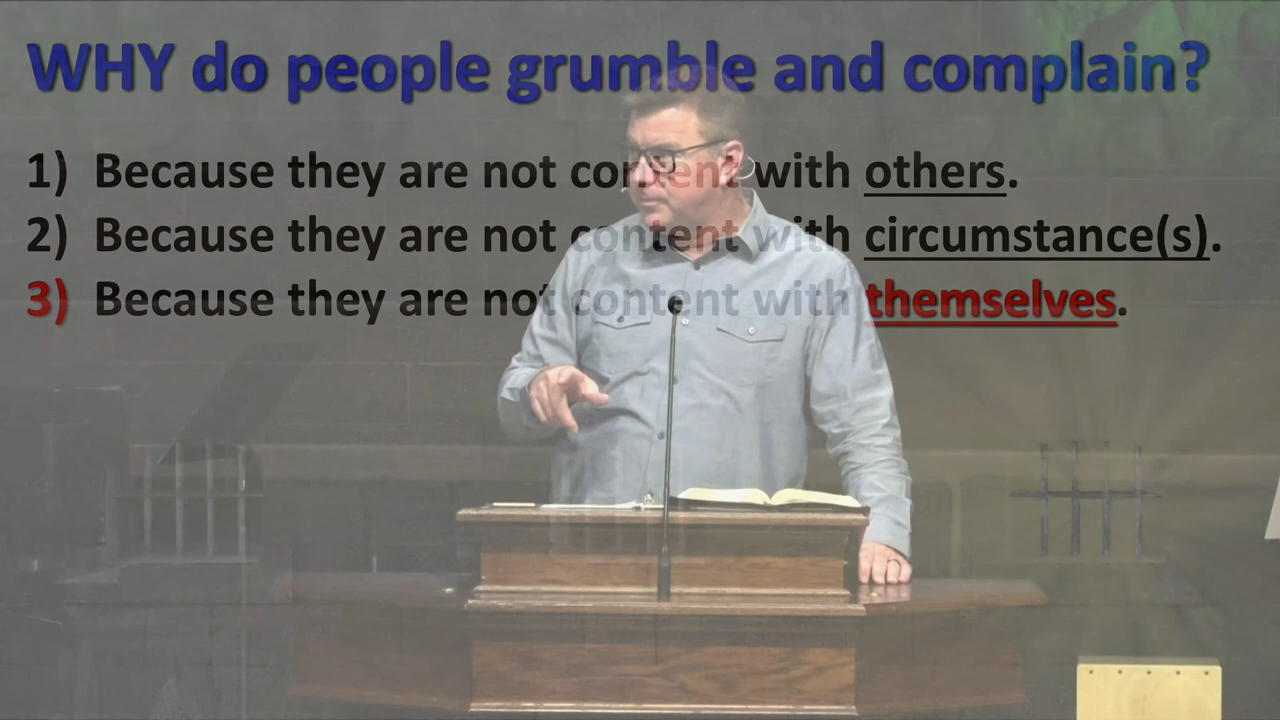 WHY do people grumble and complain?
1) Because they are not content with others.
2) Because they are not content with circumstance(s).
3) Because they are not content with themselves.